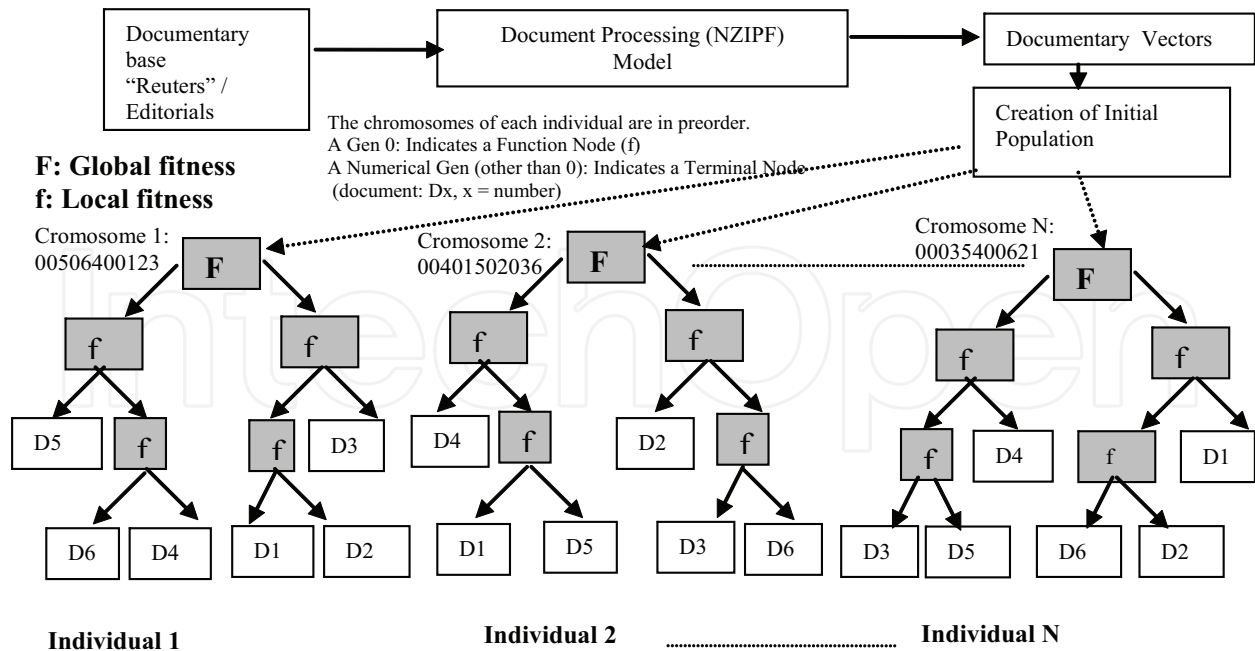 Documentary
base
“Reuters” /
Editorials
Document Processing (NZIPF)
Model
Documentary Vectors
Creation of Initial
Population
The chromosomes of each individual are in preorder.
A Gen 0: Indicates a Function Node (f)
A Numerical Gen (other than 0): Indicates a Terminal Node
(document: Dx, x = number)
F: Global fitness
f: Local fitness
Cromosome 1:
00506400123
Cromosome 2:
00401502036
Cromosome N:
00035400621
F
F
F
f
f
f
f
f
f
D5
f
f
D3
D4
f
D2
f
f
D4
f
D1
D6
D4
D1
D2
D1
D5
D3
D6
D3
D5
D6
D2
Individual 1
Individual 2
Individual N
IntechOpen